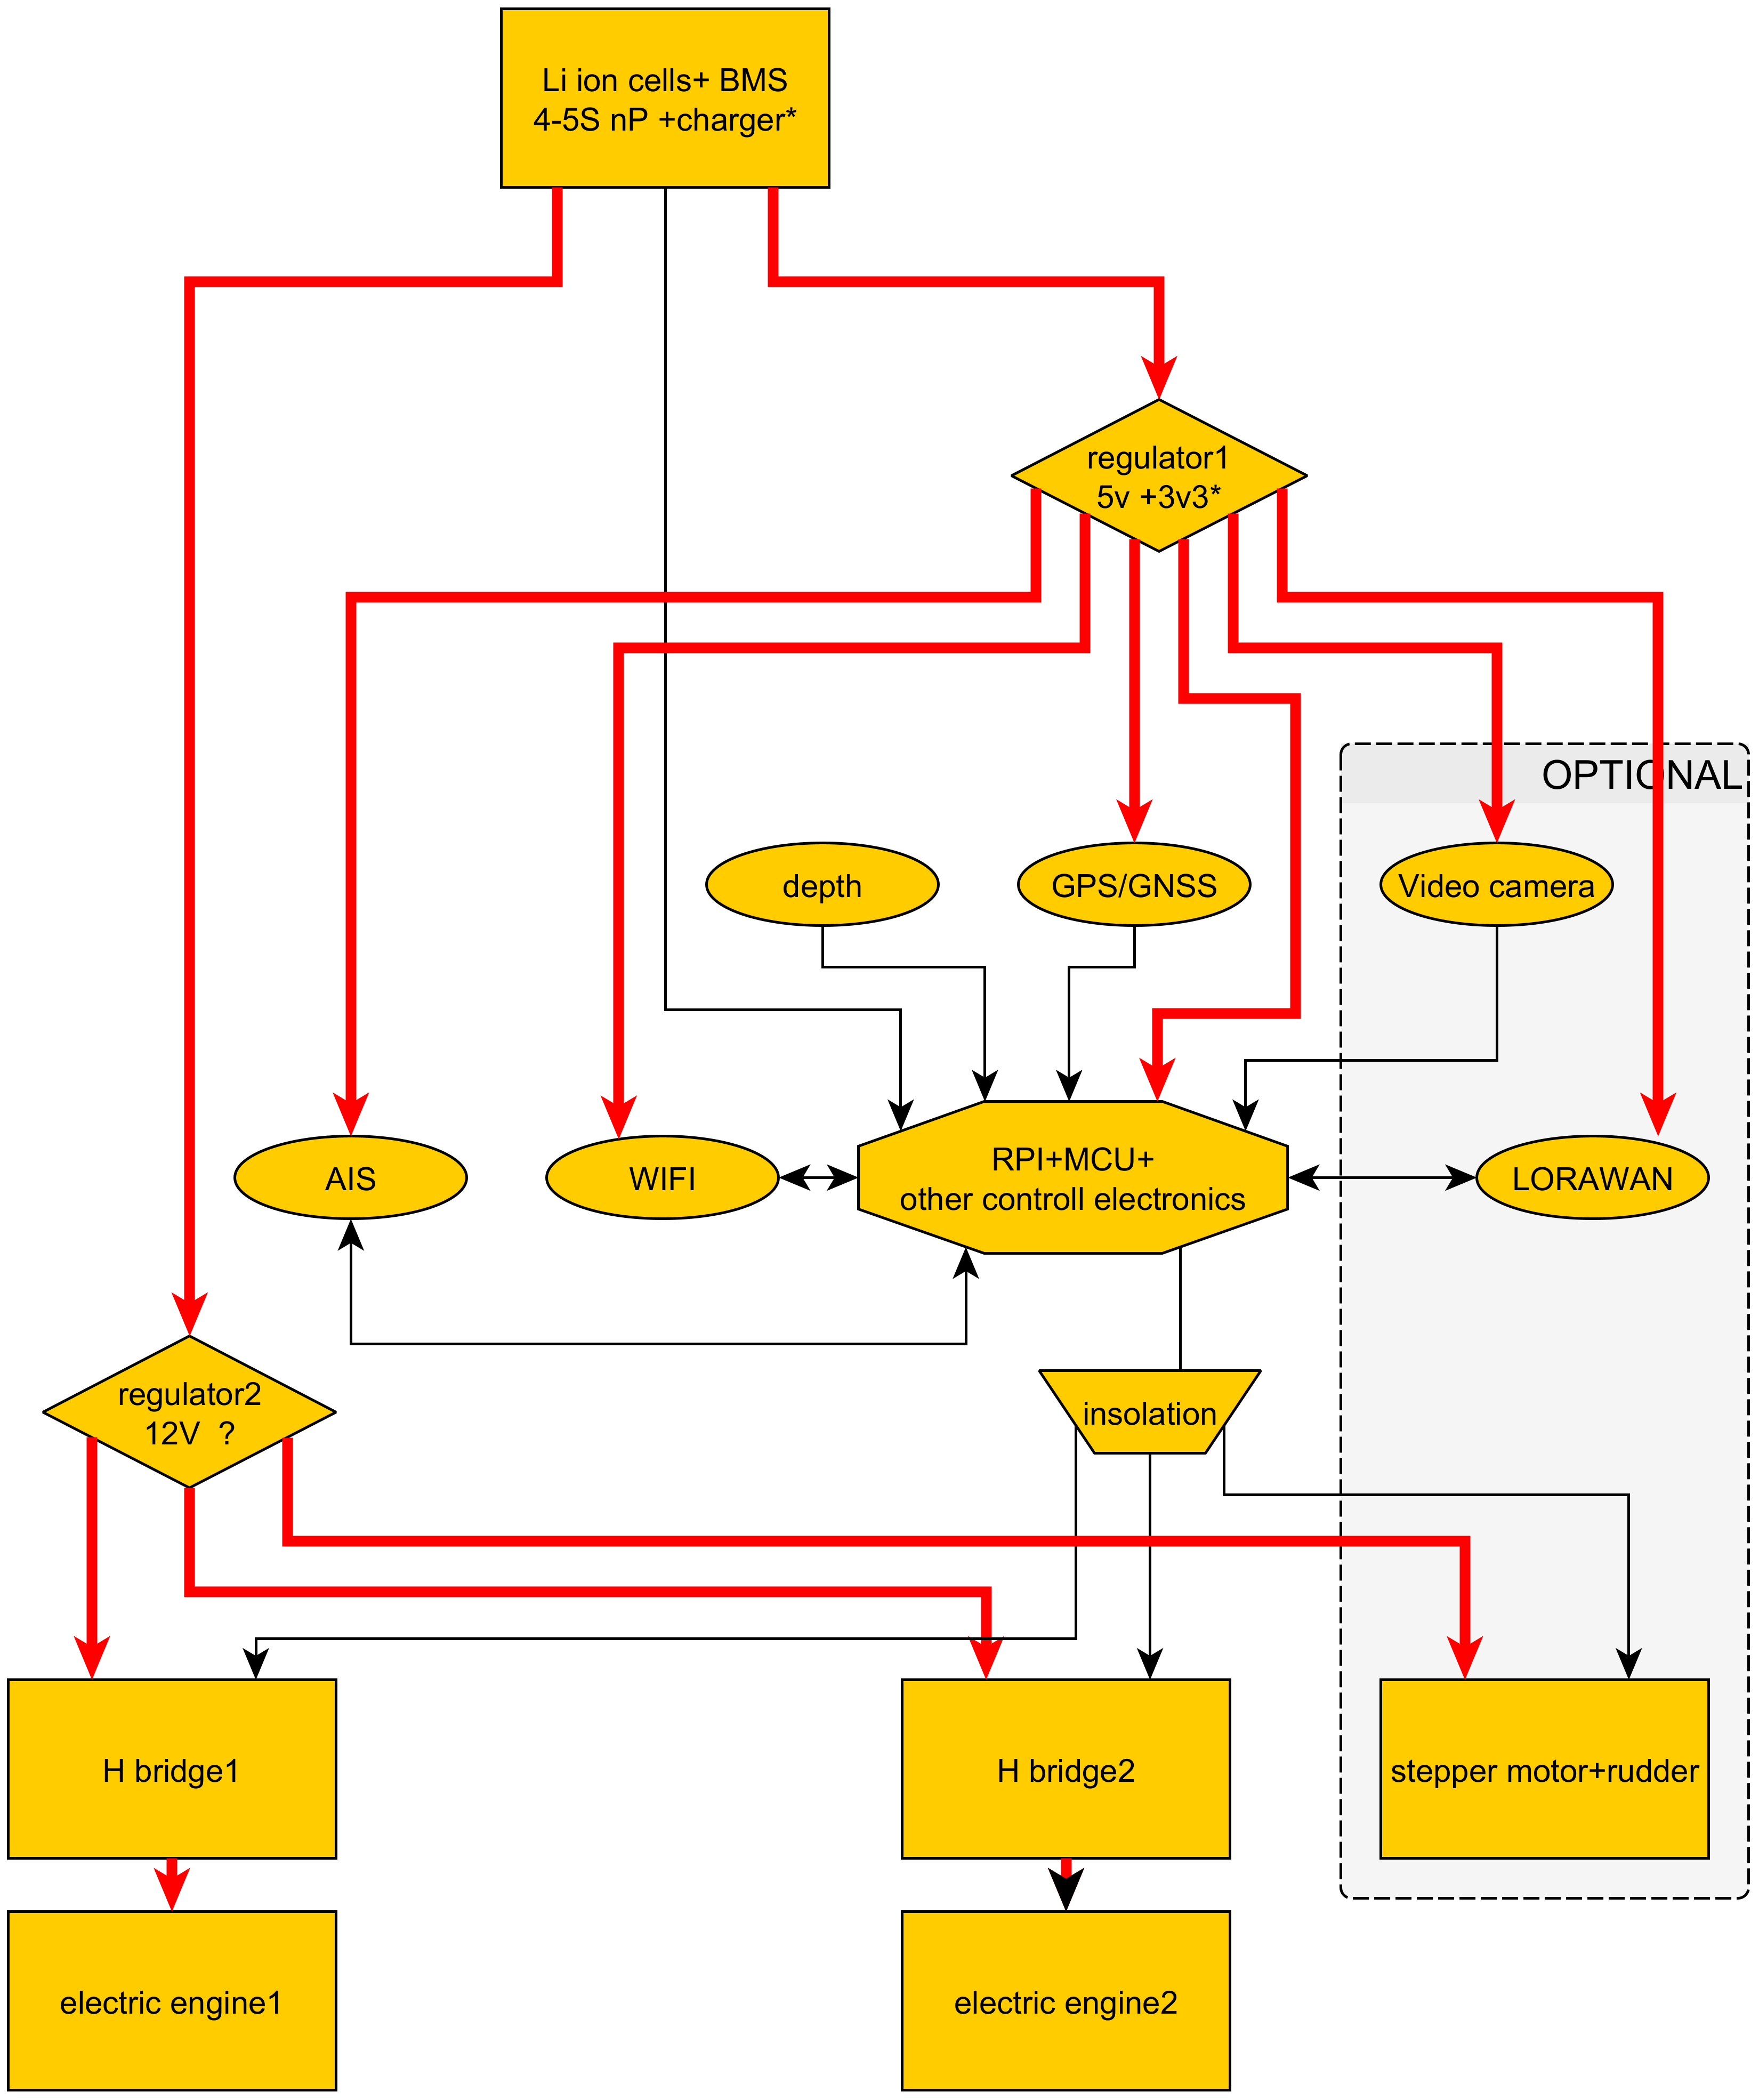 Li ion cells+ BMS
4-5S nP +charger*
regulator1
5v +3v3*
OPTIONAL
depth
GPS/GNSS
Video camera
AIS
WIFI
RPI+MCU+
other controll electronics
LORAWAN
regulator2
12V  ?
insolation
H bridge1
H bridge2
stepper motor+rudder
electric engine1
electric engine2